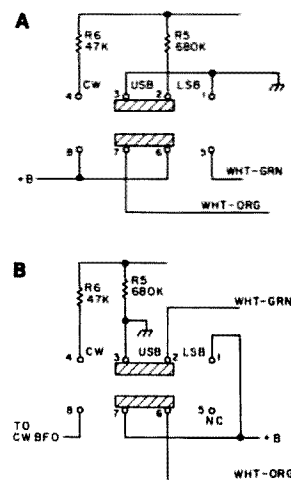 A
R6
47K
R5
680K
4
CW
3
USB
2
LSB
1
8
7
6
5
+B
WHT-GRN
WHT-ORG
B
R6
47K
R5
680K
WHT-GRN
4
CW
3
USB
2
LSB
1
8
7
6
5
NC
TO
CW BFO
+B
WHT-ORG